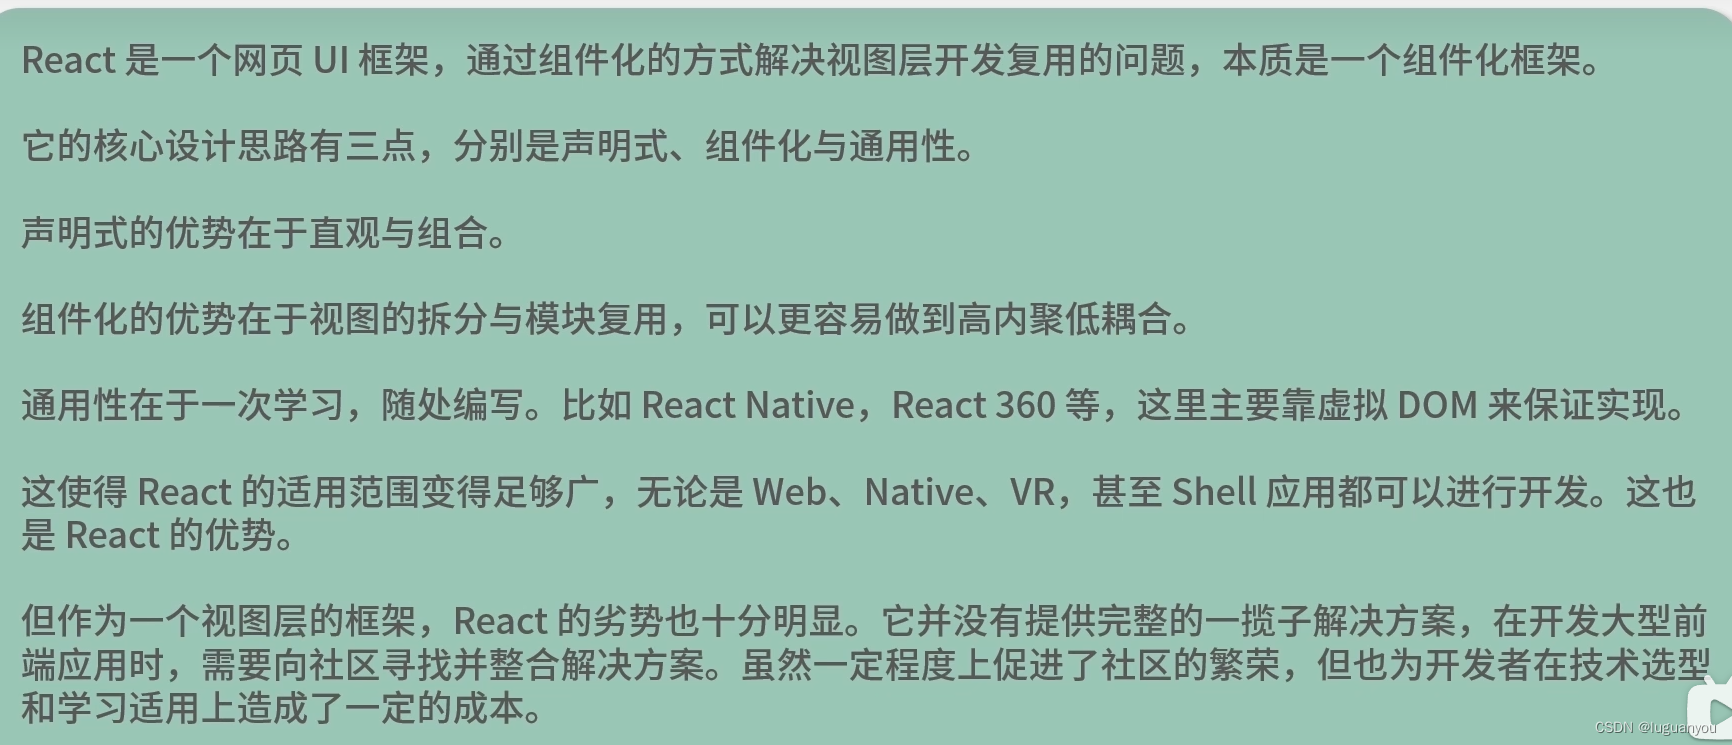 React 是一个网页 UI 框架，通过组件化的方式解决视图层开发复用的问题，本质是一个组件化框架。
它的核心设计思路有三点，分别是声明式、组件化与通用性。
声明式的优势在于直观与组合。
组件化的优势在于视图的拆分与模块复用，可以更容易做到高内聚低耦合。
通用性在于一次学习，随处编写。比如 React Native，React 360 等，这里主要靠虚拟 DOM 来保证实现。
这使得 React 的适用范围变得足够广，无论是 Web、Native、VR，甚至 Shell 应用都可以进行开发。这也
是 React 的优势。
但作为一个视图层的框架，React 的劣势也十分明显。它并没有提供完整的一揽子解决方案，在开发大型前
端应用时，需要向社区寻找并整合解决方案。虽然一定程度上促进了社区的繁荣，但也为开发者在技术选型
和学习适用上造成了一定的成本。
CSDN @luguanyou